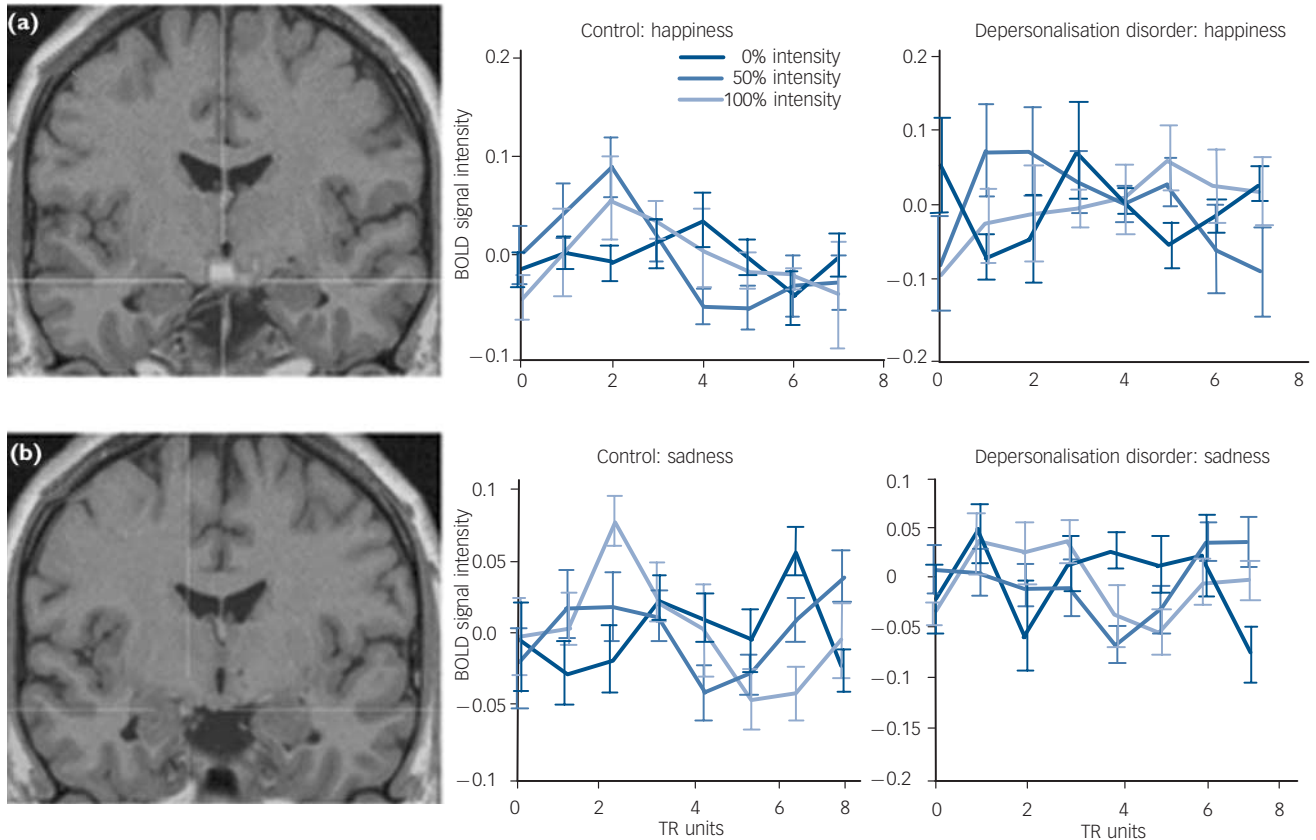 (a)
Control: happiness
Depersonalisation disorder: happiness
0% intensity
50% intensity
100% intensity
BOLD signal intensity
0.2
0.1
0.0
−0.1
0 2 4 6 8
0.2
0.1
0.0
−0.1
−0.2
0 2 4 6 8
(b)
Control: sadness
Depersonalisation disorder: sadness
BOLD signal intensity
0.1
0.05
0.0
−0.05
−0.1
0 2 4 6 8
TR units
0.1
0.05
0
−0.05
−0.1
−0.15
−0.2
0 2 4 6 8
TR units